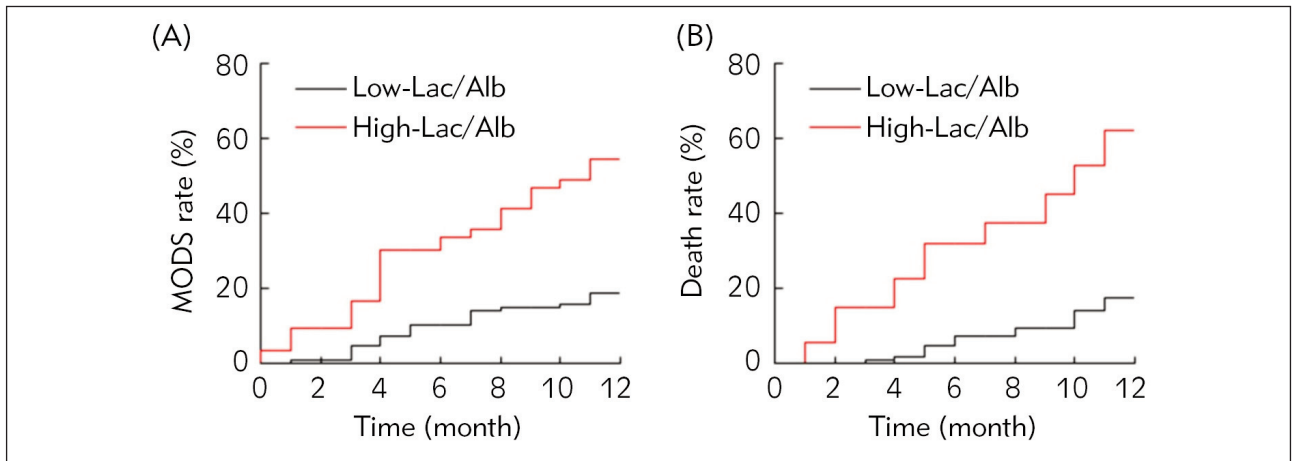 (A)
80
60
40
20
0
MODS rate (%)
Low-Lac/Alb
High-Lac/Alb
0 2 4 6 8 10 12
Time (month)
(B)
80
60
40
20
0
Death rate (%)
Low-Lac/Alb
High-Lac/Alb
0 2 4 6 8 10 12
Time (month)